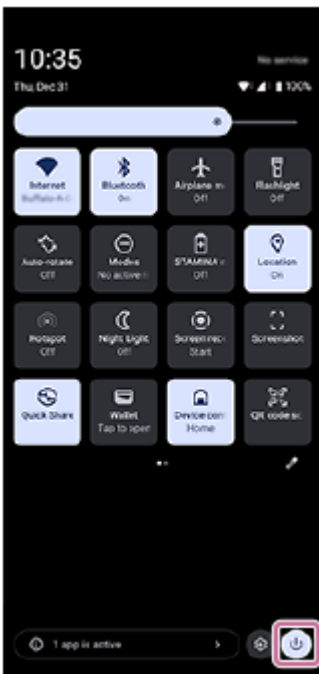 10:35
No service
Thu, Dec 31
100%
Internet
Bluetooth
On
Airplane m
Off
Flashlight
Off
Auto-rotate
Off
Modes
No active
STAMINA
Off
Location
On
Hotspot
Off
Night Light
Off
Screen rec
Start
Screenshot
Quick Share
Wallet
Tap to open
Device con
Home
QR code sc
1 app is active